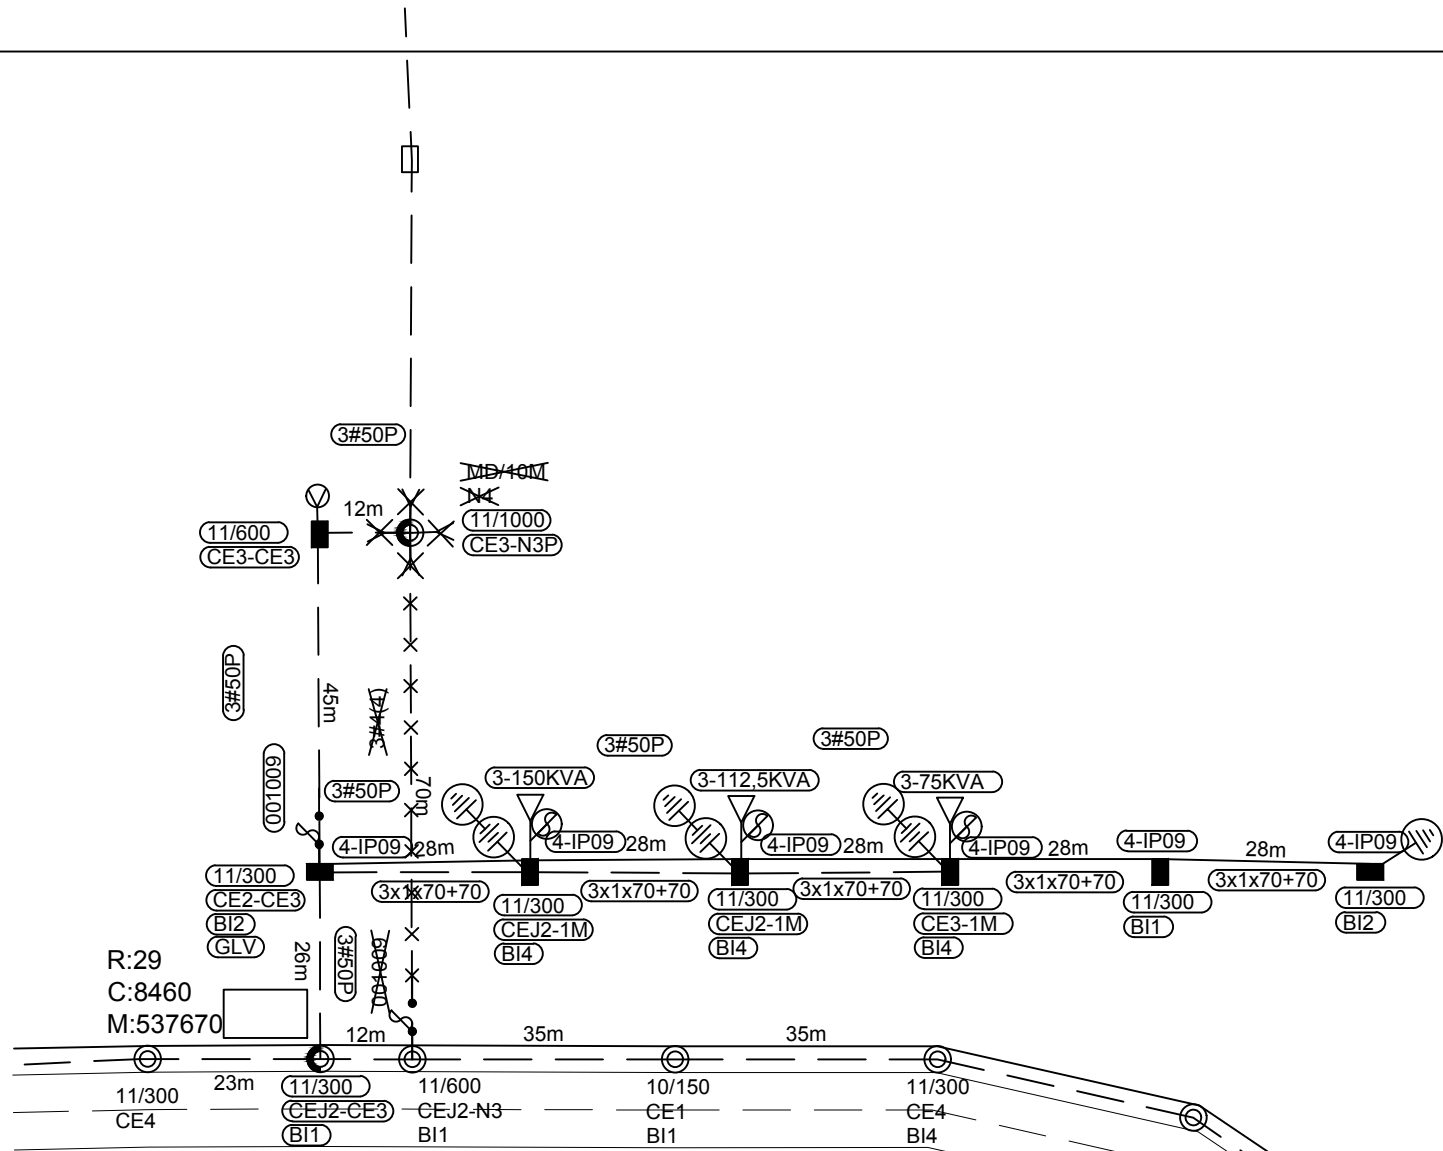 3#50P
MD/10M
N4
12m
11/1000
CE3-N3P
11/600
CE3-CE3
3#50P
45m
3#4(4)
70m
001009
3#50P
3#50P
3#50P
3-150KVA
3-112,5KVA
3-75KVA
4-IP09
28m
4-IP09
28m
4-IP09
28m
4-IP09
28m
4-IP09
28m
4-IP09
11/300
CE2-CE3
BI2
GLV
3x1x70+70
3x1x70+70
3x1x70+70
3x1x70+70
3x1x70+70
11/300
CEJ2-1M
BI4
11/300
CEJ2-1M
BI4
11/300
CE3-1M
BI4
11/300
BI1
11/300
BI2
26m
3#50P
R:29
C:8460
M:537670
12m
35m
35m
23m
11/300
CE4
11/300
CEJ2-CE3
BI1
11/600
CEJ2-N3
BI1
10/150
CE1
BI1
11/300
CE4
BI4